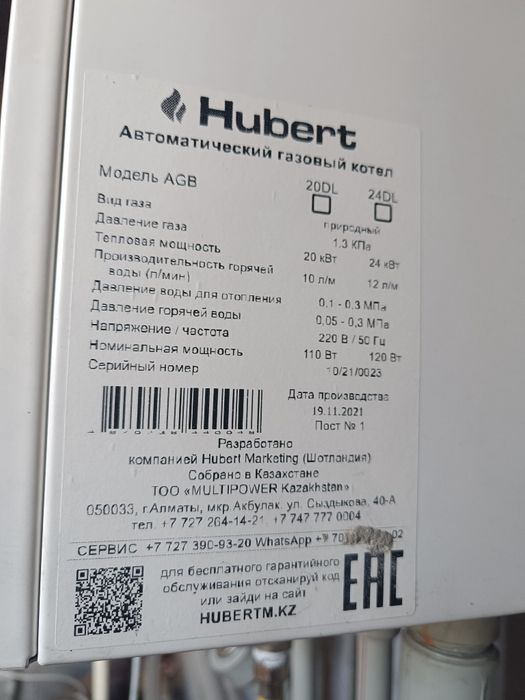 Hubert
Автоматический газовый котел
Модель AGB 20DL 24DL
Вид газа природный
Давление газа 1.3 КПа
Тепловая мощность 20 кВт 24 кВт
Производительность горячей
воды (л/мин) 10 л/м 12 л/м
Давление воды для отопления 0,1 - 0,3 МПа
Давление горячей воды 0,05 - 0,3 МПа
Напряжение / частота 220 В / 50 Гц
Номинальная мощность 110 Вт 120 Вт
Серийный номер 10/21/0023
Дата производства
19.11.2021
Пост № 1
Разработано
компанией Hubert Marketing (Шотландия)
Собрано в Казахстане
ТОО «MULTIPOWER Kazakhstan»
050033, г.Алматы, мкр.Акбулак, ул. Сыздыкова, 40-А
тел. +7 727 264-14-21, +7 747 777 0004
СЕРВИС +7 727 390-93-20 WhatsApp +7 70 02
для бесплатного гарантийного
обслуживания отсканируй код
или зайди на сайт
HUBERTM.KZ
ЕАС